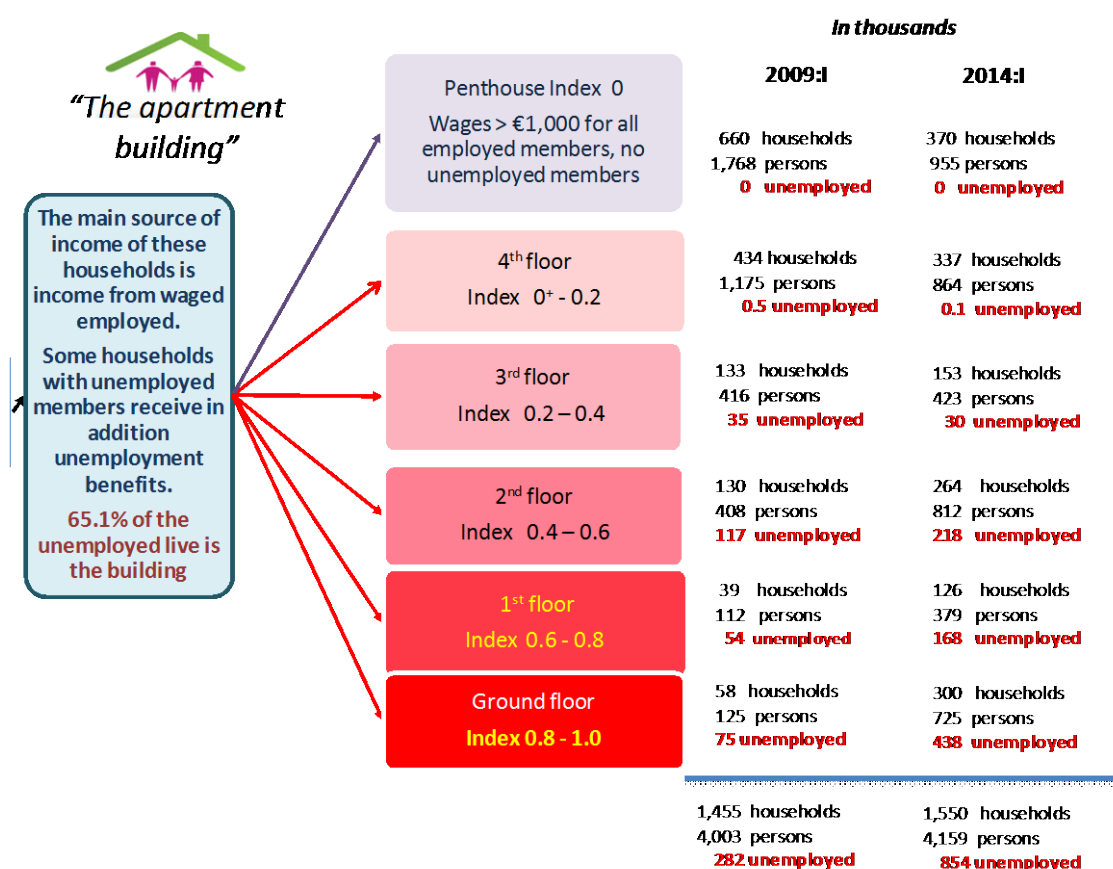 In thousands
2009:I 2014:I
“The apartment
building”
The main source of
income of these
households is
income from waged
employed.
Some households
with unemployed
members receive in
addition
unemployment
benefits.
65.1% of the
unemployed live is
the building
Penthouse Index 0
Wages > €1,000 for all
employed members, no
unemployed members
660 households 370 households
1,768 persons 955 persons
0 unemployed 0 unemployed
4th floor
Index 0+ - 0.2
434 households 337 households
1,175 persons 864 persons
0.5 unemployed 0.1 unemployed
3rd floor
Index 0.2 – 0.4
133 households 153 households
416 persons 423 persons
35 unemployed 30 unemployed
2nd floor
Index 0.4 – 0.6
130 households 264 households
408 persons 812 persons
117 unemployed 218 unemployed
1st floor
Index 0.6 - 0.8
39 households 126 households
112 persons 379 persons
54 unemployed 168 unemployed
Ground floor
Index 0.8 - 1.0
58 households 300 households
125 persons 725 persons
75 unemployed 438 unemployed
1,455 households 1,550 households
4,003 persons 4,159 persons
282 unemployed 854 unemployed